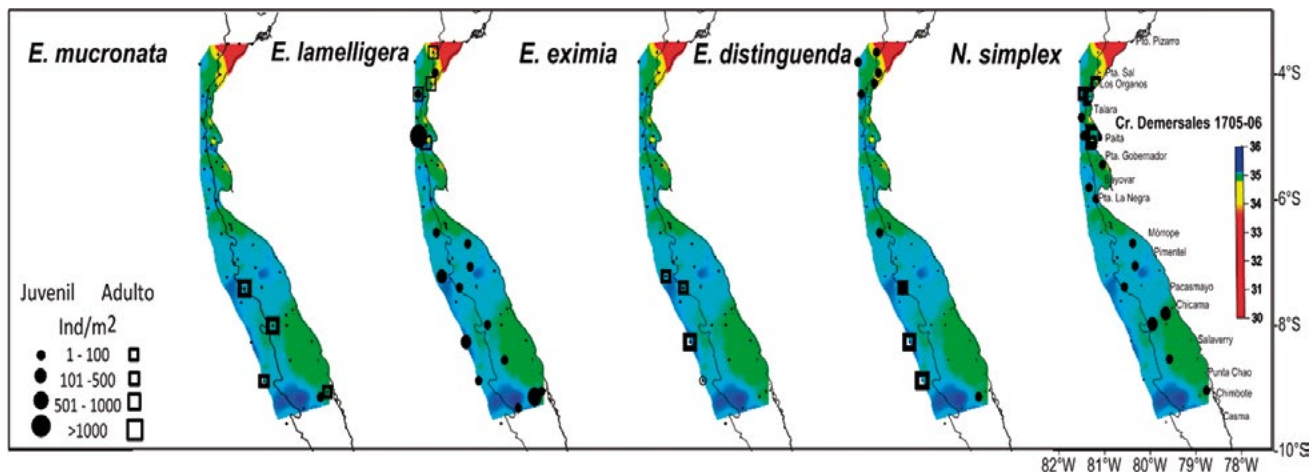 E. mucronata
E. lamelligera
E. eximia
E. distinguenda
N. simplex
Pto. Pizarro
4°S
Pta. Sal
Los Organos
Talara
Cr. Demersales 1705-06
Paita
36
Pta. Gobernador
35
34
Pta. La Negra
6°S
33
Mórrope
32
Pimentel
31
Pacasmayo
30
Chicama
8°S
Salaverry
Punta Chao
Chimbote
Casma
10°S
82°W 81°W 80°W 79°W 78°W
Juvenil Adulto
Ind/m2
1 - 100
101 -500
501 - 1000
>1000